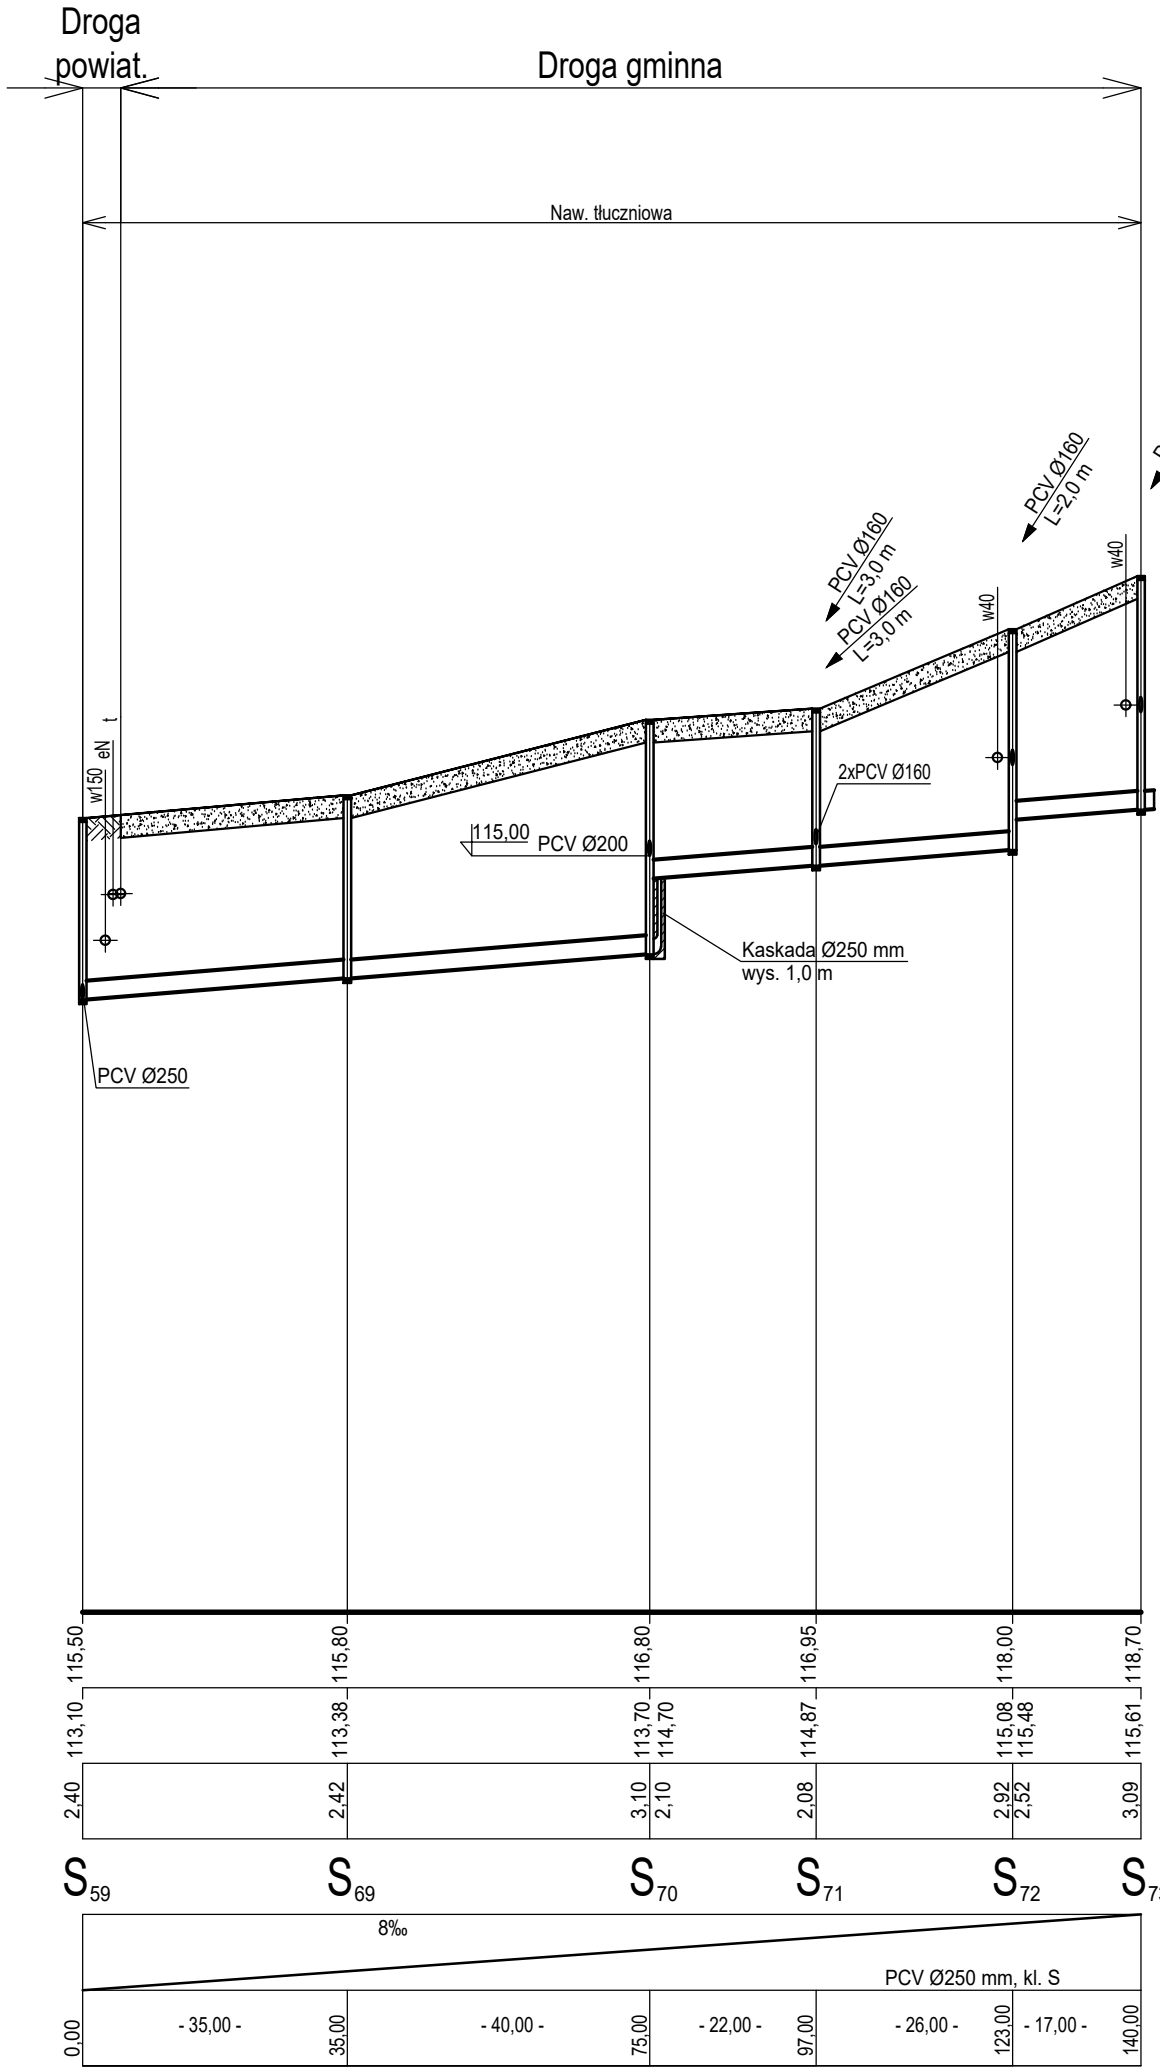 Droga
powiat.
Droga gminna
Naw. tłuczniowa
PCV Ø160
L=2,0 m
PCV Ø160
L=3,0 m
PCV Ø160
L=3,0 m
w40
w40
t
eN
w150
2xPCV Ø160
115,00
PCV Ø200
Kaskada Ø250 mm
wys. 1,0 m
PCV Ø250
115,50 115,80 116,80 116,95 118,00 118,70
113,10 113,38 113,70 114,70 114,87 115,08 115,48 115,61
2,40 2,42 3,10 2,10 2,08 2,92 2,52 3,09
S59 S69 S70 S71 S72 S73
8‰
PCV Ø250 mm, kl. S
0,00 - 35,00 - 35,00 - 40,00 - 75,00 - 22,00 - 97,00 - 26,00 - 123,00 - 17,00 - 140,00